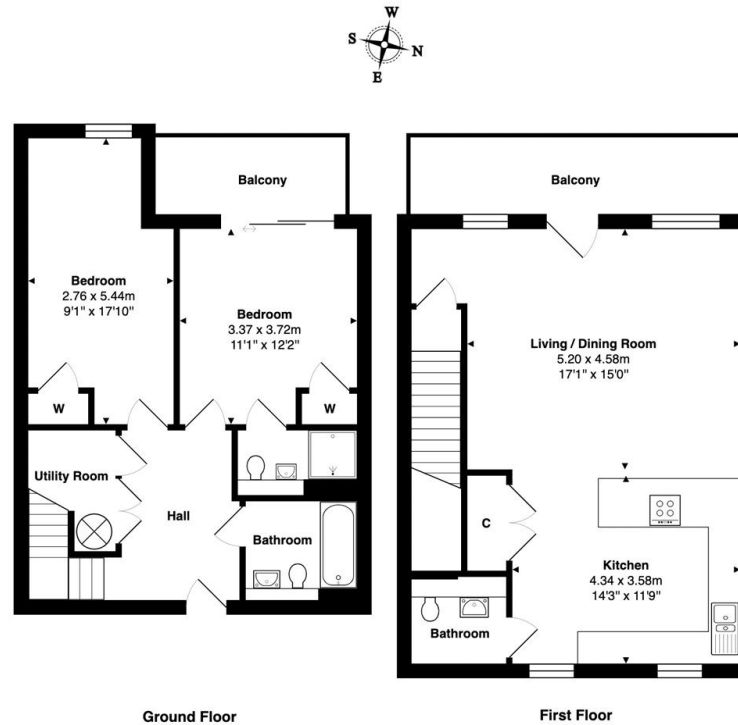 W
S
N
E
Balcony
Bedroom
2.76 x 5.44m
9'1" x 17'10"
Bedroom
3.37 x 3.72m
11'1" x 12'2"
W
W
Utility Room
Hall
Bathroom
Ground Floor
Balcony
Living / Dining Room
5.20 x 4.58m
17'1" x 15'0"
C
Kitchen
4.34 x 3.58m
14'3" x 11'9"
Bathroom
First Floor